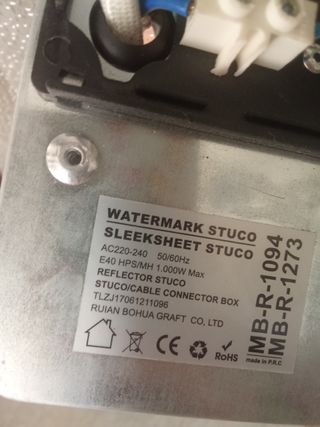 WATERMARK STUCO
SLEEKSHEET STUCO
AC220-240 50/60Hz
E40 HPS/MH 1.000W Max
REFLECTOR STUCO
STUCO/CABLE CONNECTOR BOX
TLZJ17061211096
RUIAN BOHUA GRAFT CO, LTD
CE
RoHS
MB-R-1094
MB-R-1273
made in P.R.C